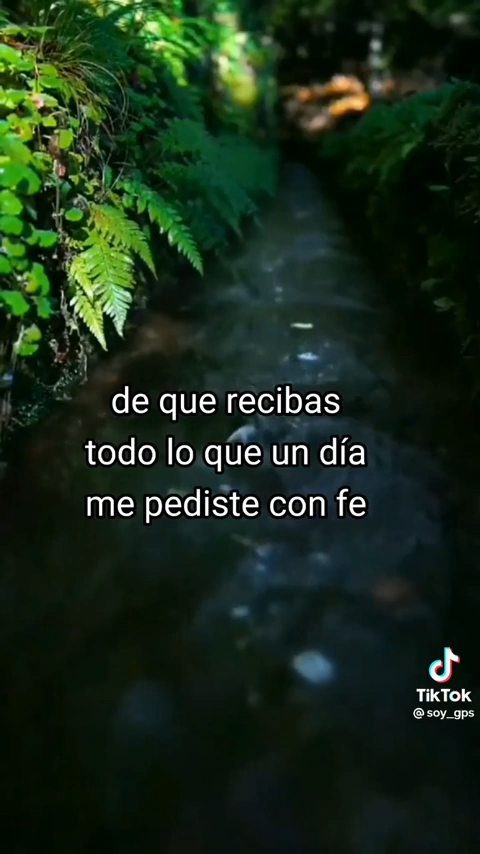 de que recibas
todo lo que un día
me pediste con fe
TikTok
@soy_gps